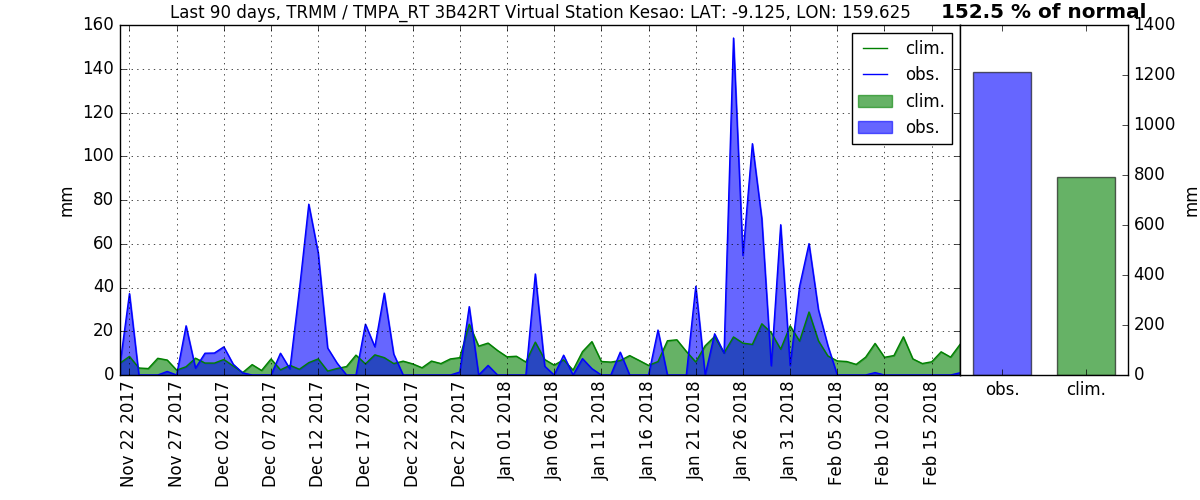 Last 90 days, TRMM / TMPA_RT 3B42RT Virtual Station Kesao: LAT: -9.125, LON: 159.625
152.5 % of normal
160
140
120
100
80
60
40
20
0
mm
clim.
obs.
clim.
obs.
Nov 22 2017
Nov 27 2017
Dec 02 2017
Dec 07 2017
Dec 12 2017
Dec 17 2017
Dec 22 2017
Dec 27 2017
Jan 01 2018
Jan 06 2018
Jan 11 2018
Jan 16 2018
Jan 21 2018
Jan 26 2018
Jan 31 2018
Feb 05 2018
Feb 10 2018
Feb 15 2018
1400
1200
1000
800
600
400
200
0
mm
obs.
clim.